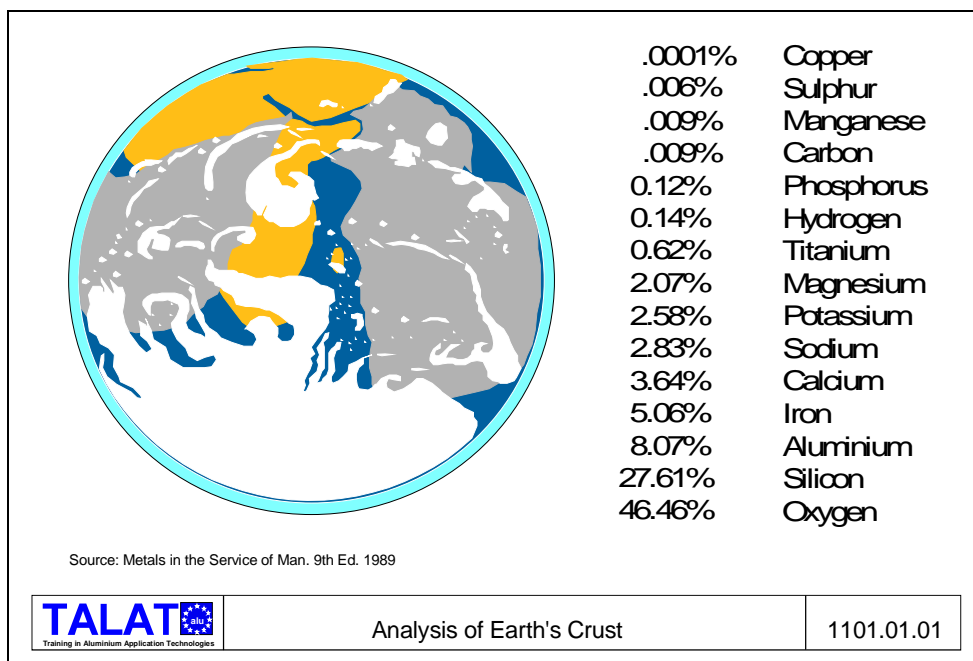 .0001% Copper
.006% Sulphur
.009% Manganese
.009% Carbon
0.12% Phosphorus
0.14% Hydrogen
0.62% Titanium
2.07% Magnesium
2.58% Potassium
2.83% Sodium
3.64% Calcium
5.06% Iron
8.07% Aluminium
27.61% Silicon
46.46% Oxygen
Source: Metals in the Service of Man. 9th Ed. 1989
TALAT alu
Training in Aluminium Application Technologies
Analysis of Earth's Crust
1101.01.01